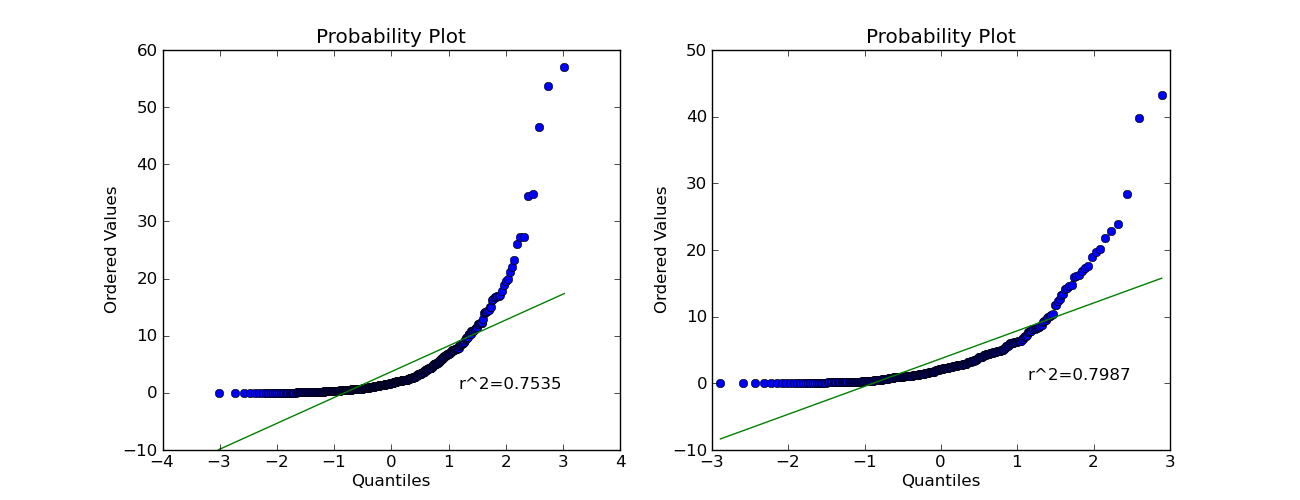 Probability Plot
60
50
40
30
20
10
0
−10
Ordered Values
r^2=0.7535
−4 −3 −2 −1 0 1 2 3 4
Quantiles
Probability Plot
50
40
30
20
10
0
−10
Ordered Values
r^2=0.7987
−3 −2 −1 0 1 2 3
Quantiles